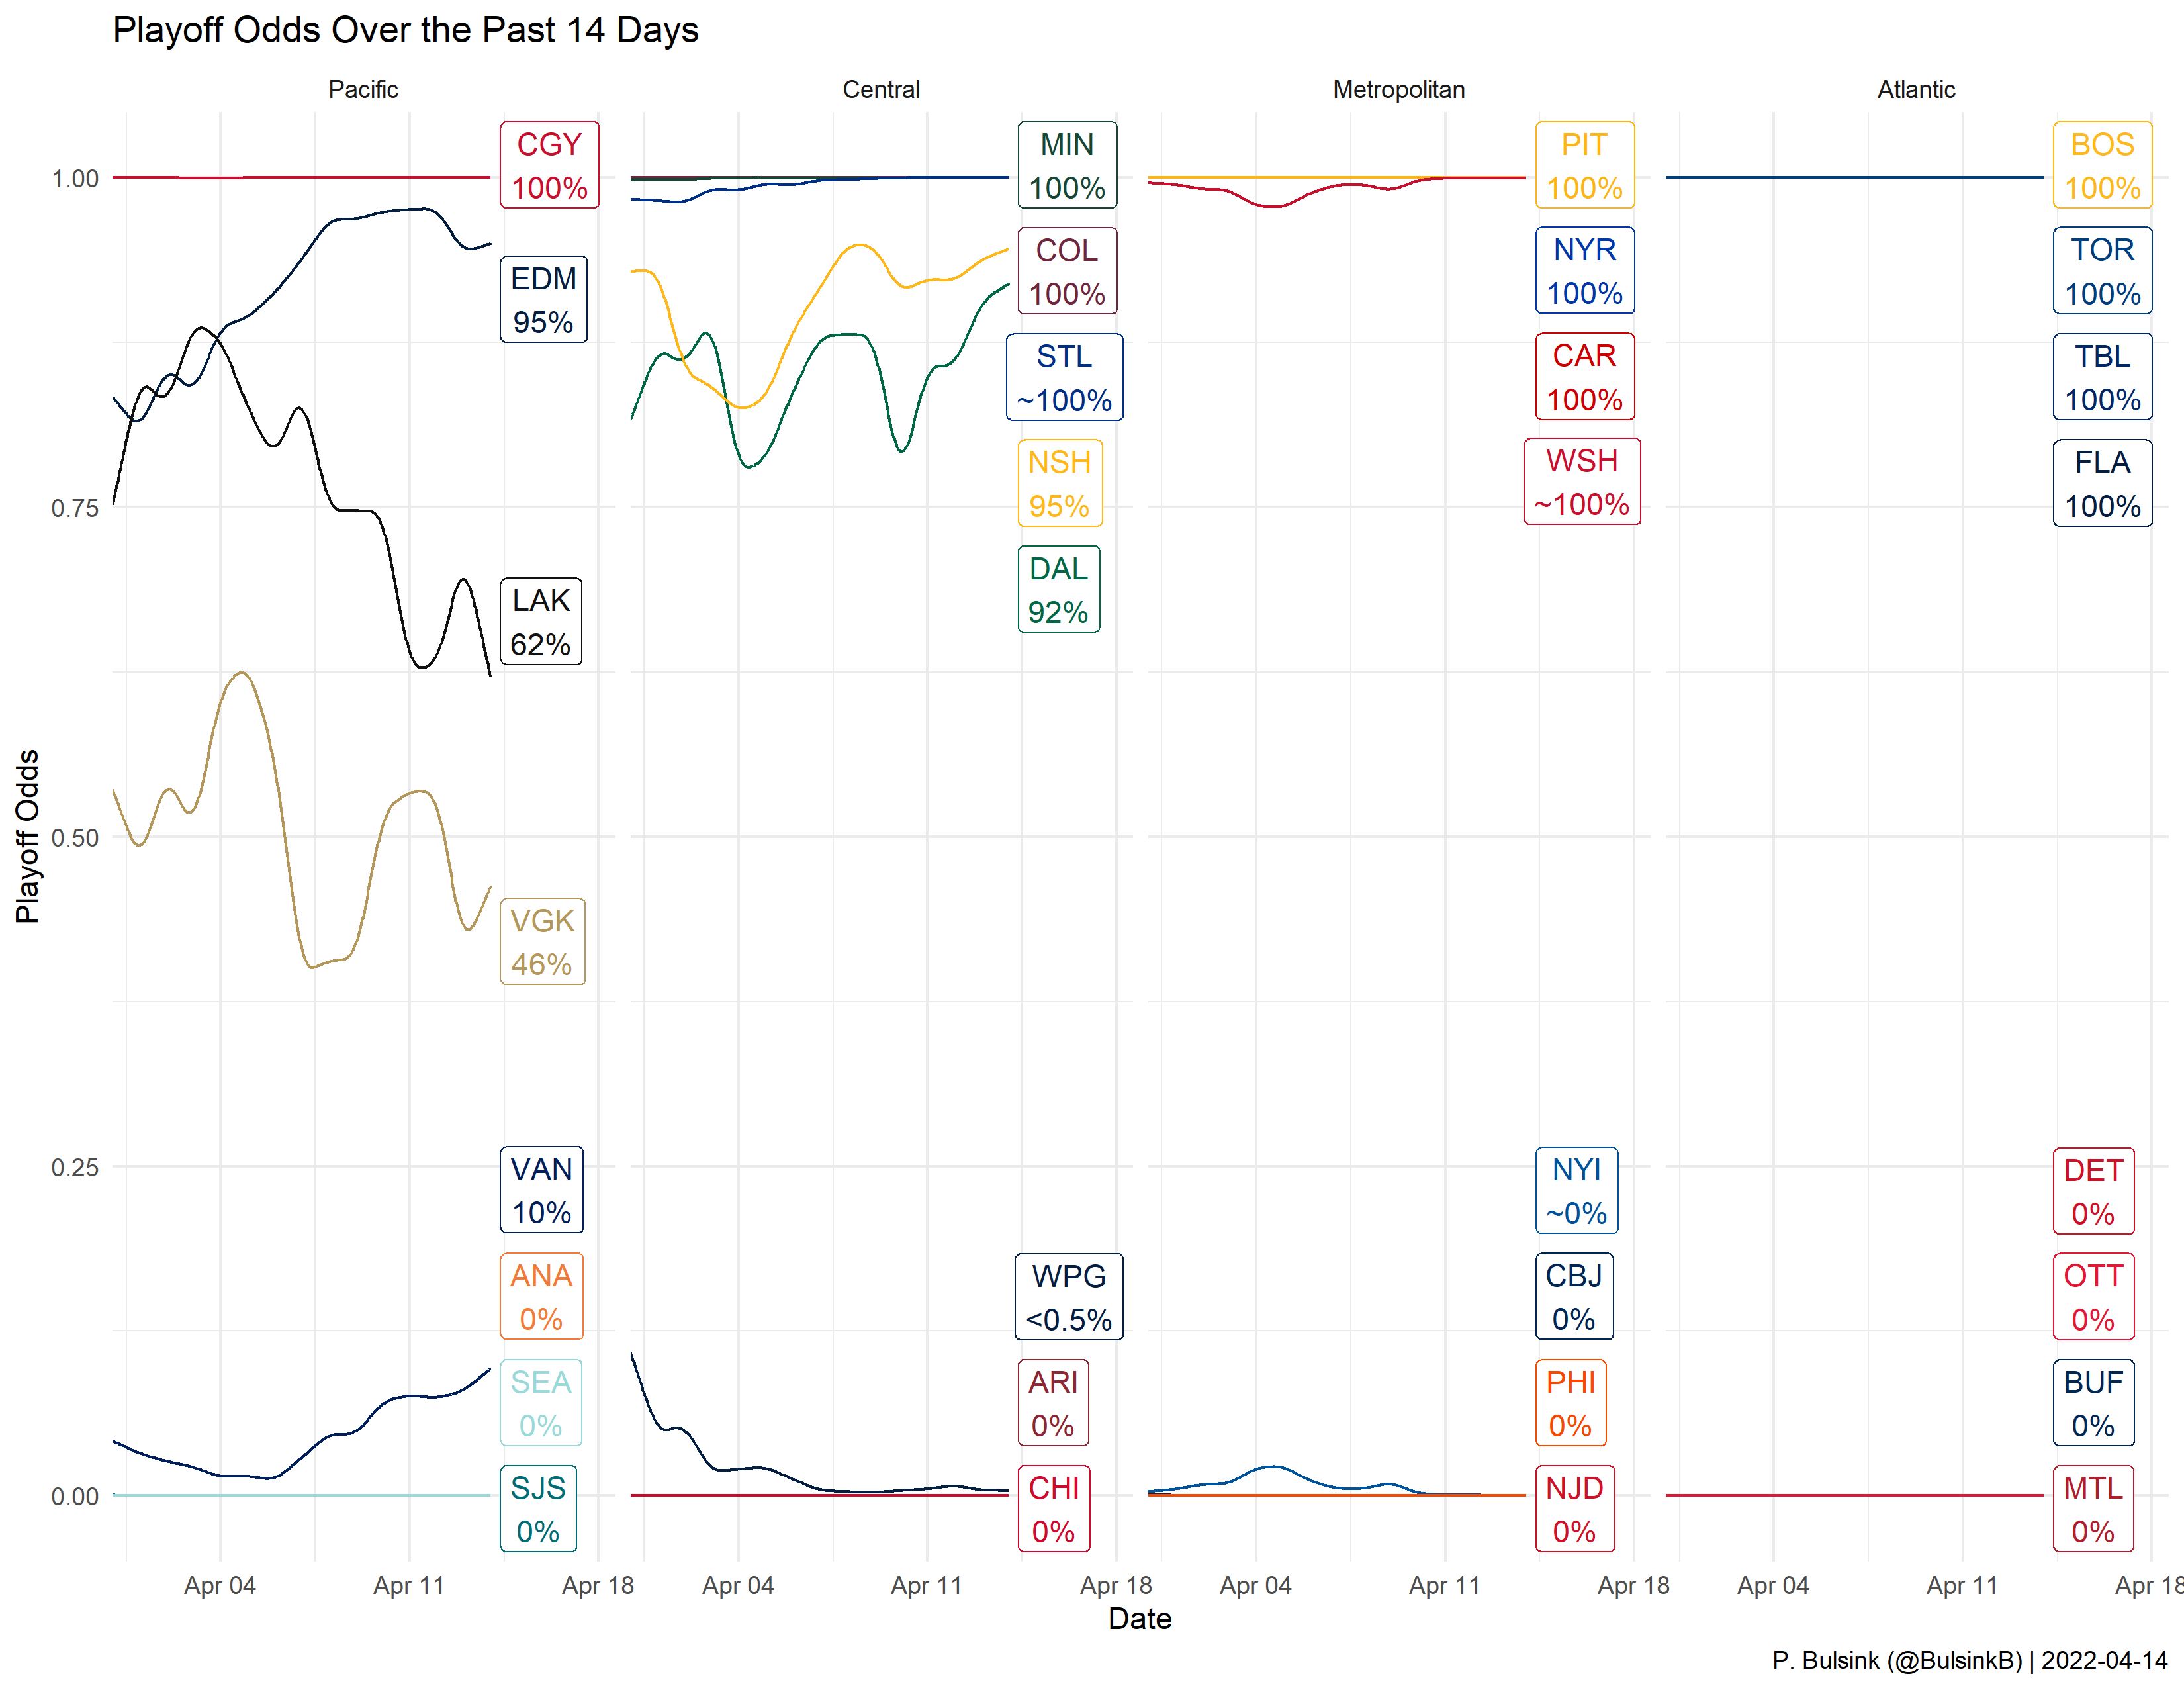 Playoff Odds Over the Past 14 Days
Pacific
Central
Metropolitan
Atlantic
Playoff Odds
1.00
0.75
0.50
0.25
0.00
CGY
100%
EDM
95%
LAK
62%
VGK
46%
VAN
10%
ANA
0%
SEA
0%
SJS
0%
MIN
100%
COL
100%
STL
~100%
NSH
95%
DAL
92%
WPG
<0.5%
ARI
0%
CHI
0%
PIT
100%
NYR
100%
CAR
100%
WSH
~100%
NYI
~0%
CBJ
0%
PHI
0%
NJD
0%
BOS
100%
TOR
100%
TBL
100%
FLA
100%
DET
0%
OTT
0%
BUF
0%
MTL
0%
Apr 04
Apr 11
Apr 18
Apr 04
Apr 11
Apr 18
Apr 04
Apr 11
Apr 18
Apr 04
Apr 11
Apr 18
Date
P. Bulsink (@BulsinkB) | 2022-04-14